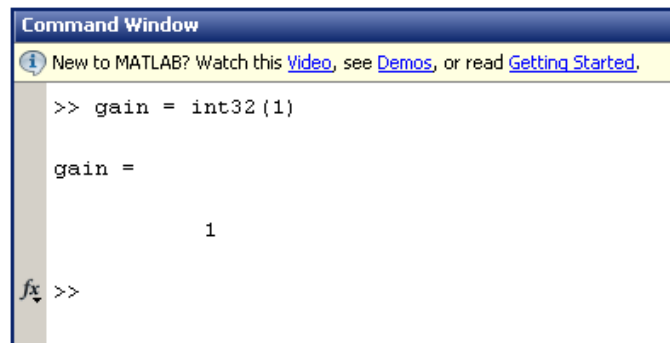 Command Window
New to MATLAB? Watch this Video, see Demos, or read Getting Started.
>> gain = int32(1)
gain =
1
fx >>